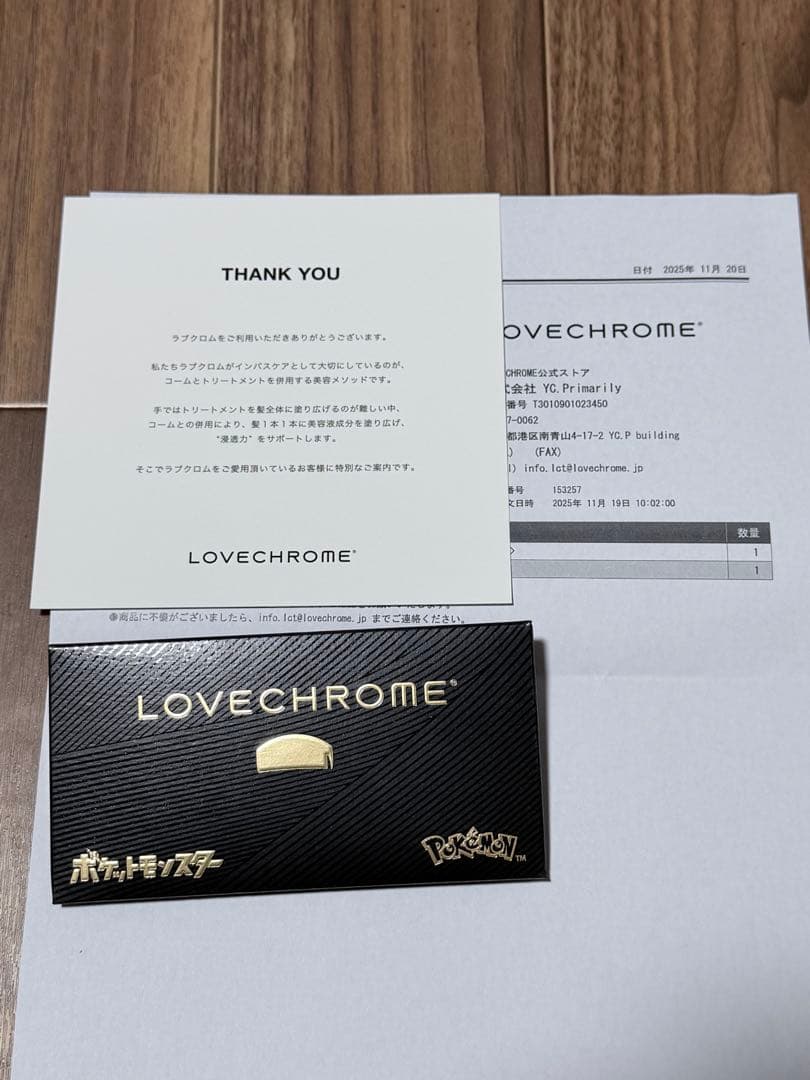 THANK YOU
ラブクロムをご利用いただきありがとうございます。
私たちラブクロムがインバスケアとして大切にしているのが、
コームとトリートメントを併用する美容メソッドです。
手ではトリートメントを髪全体に塗り広げるのが難しい中、
コームとの併用により、髪1本1本に美容液成分を塗り広げ、
“浸透力”をサポートします。
そこでラブクロムをご愛用頂いているお客様に特別なご案内です。
LOVECHROME®
日付 2025年 11月 20日
OVECHROME®
CHROME公式ストア
式会社 YC.Primarily
番号 T3010901023450
7-0062
都港区南青山4-17-2 YC.P building
(FAX)
l) info.lct@lovechrome.jp
番号 153257
文日時 2025年 11月 19日 10:02:00
数量
1
1
商品に不備がございましたら、info.lct@lovechrome.jp までご連絡ください。
LOVECHROME®
ポケットモンスター
POKéMON™